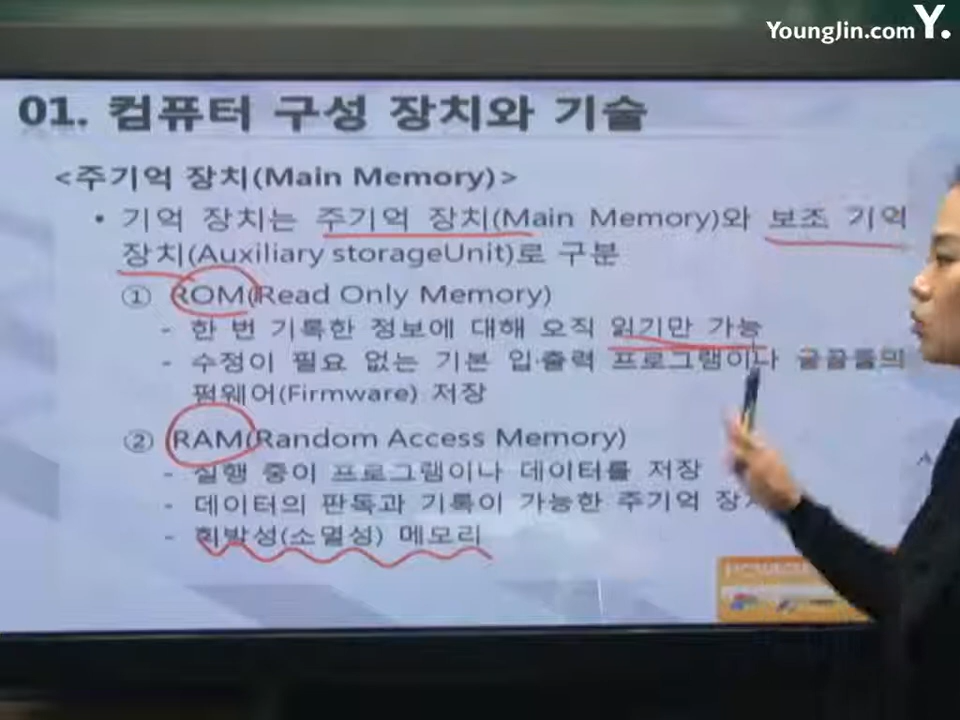 YoungJin.com Y.
01. 컴퓨터 구성 장치와 기술
<주기억 장치(Main Memory)>
• 기억 장치는 주기억 장치(Main Memory)와 보조 기억
장치(Auxiliary storageUnit)로 구분
① ROM(Read Only Memory)
- 한 번 기록한 정보에 대해 오직 읽기만 가능
- 수정이 필요 없는 기본 입·출력 프로그램이나 글꼴들의
펌웨어(Firmware) 저장
② RAM(Random Access Memory)
- 실행 중이 프로그램이나 데이터를 저장
- 데이터의 판독과 기록이 가능한 주기억
- 휘발성(소멸성) 메모리